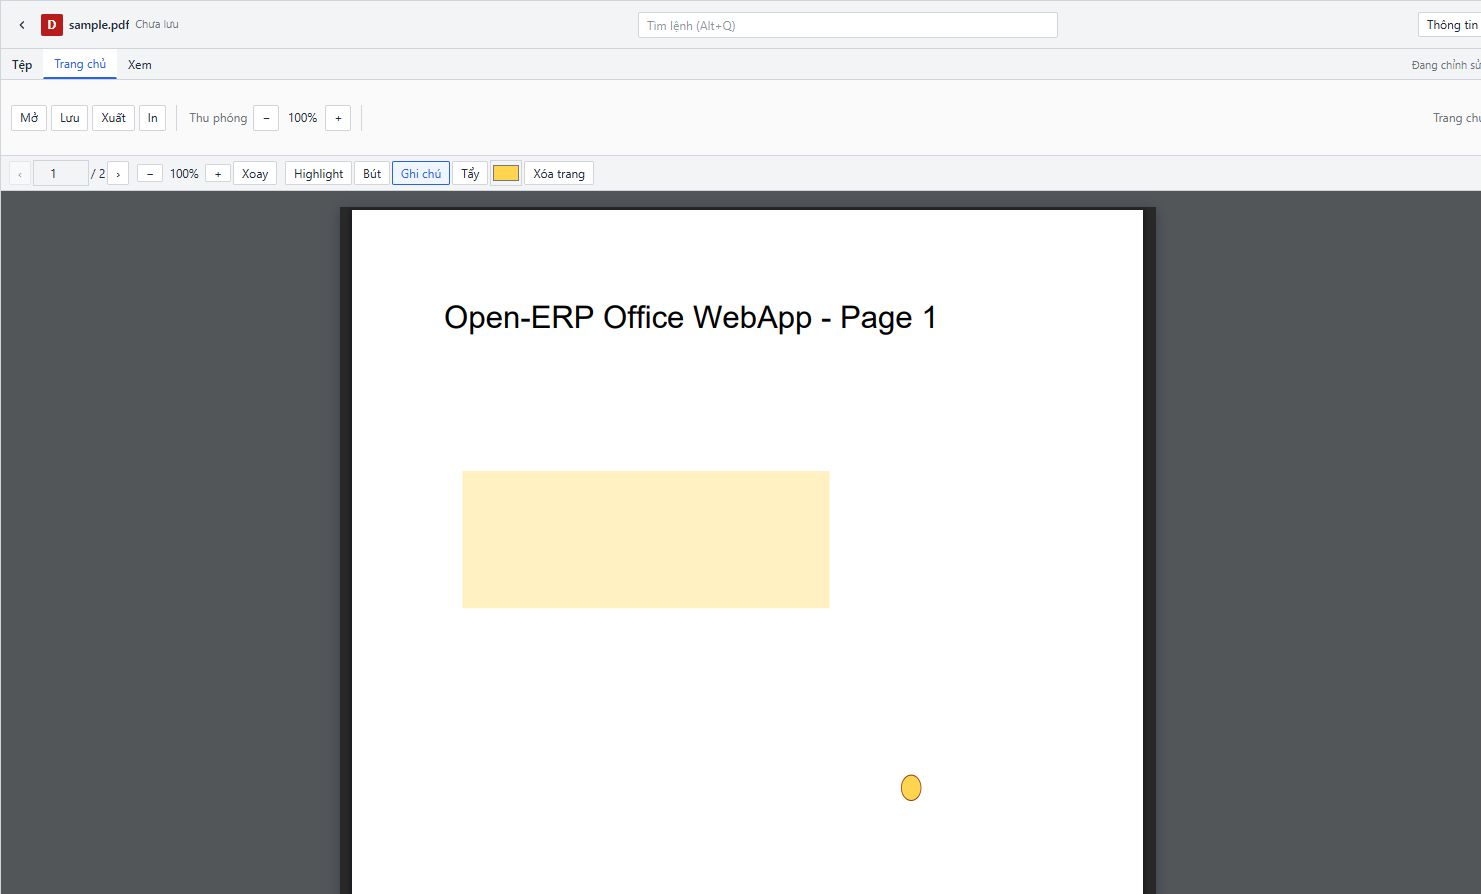 ‹ D sample.pdf Chưa lưu Tìm lệnh (Alt+Q) Thông tin
Tệp Trang chủ Xem Đang chỉnh sử
Mở Lưu Xuất In Thu phóng − 100% + Trang chủ
‹ 1 / 2 › − 100% + Xoay Highlight Bút Ghi chú Tẩy Xóa trang
Open-ERP Office WebApp - Page 1